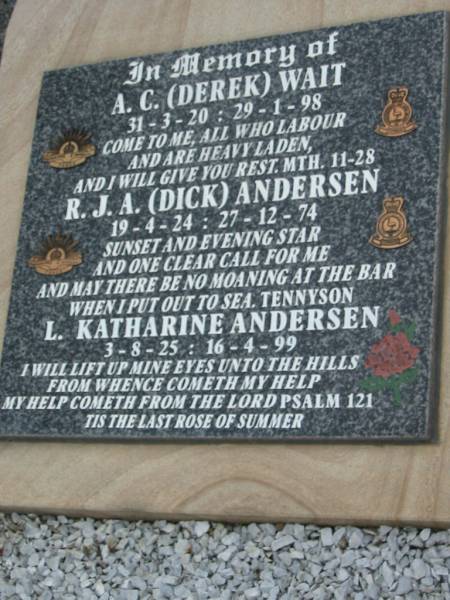 In Memory of
A. C. (DEREK) WAIT
31 - 3 - 20 : 29 - 1 - 98
COME TO ME, ALL WHO LABOUR
AND ARE HEAVY LADEN,
AND I WILL GIVE YOU REST. MTH. 11-28
R. J. A. (DICK) ANDERSEN
19 - 4 - 24 : 27 - 12 - 74
SUNSET AND EVENING STAR
AND ONE CLEAR CALL FOR ME
AND MAY THERE BE NO MOANING AT THE BAR
WHEN I PUT OUT TO SEA. TENNYSON
L. KATHARINE ANDERSEN
3 - 8 - 25 : 16 - 4 - 99
I WILL LIFT UP MINE EYES UNTO THE HILLS
FROM WHENCE COMETH MY HELP
MY HELP COMETH FROM THE LORD PSALM 121
TIS THE LAST ROSE OF SUMMER